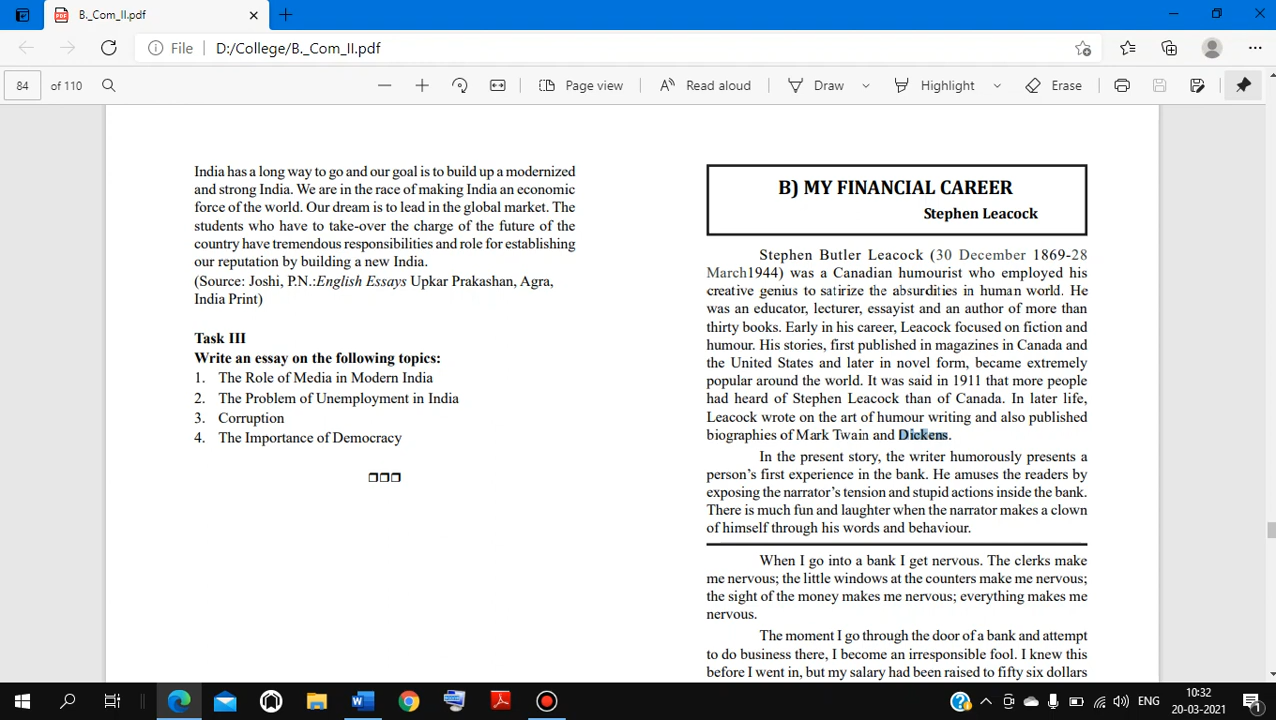 B._Com_II.pdf
File
D:/College/B._Com_II.pdf
84
of 110
Page view
Read aloud
Draw
Highlight
Erase
India has a long way to go and our goal is to build up a modernized
and strong India. We are in the race of making India an economic
force of the world. Our dream is to lead in the global market. The
students who have to take-over the charge of the future of the
country have tremendous responsibilities and role for establishing
our reputation by building a new India.
(Source: Joshi, P.N.:English Essays Upkar Prakashan, Agra,
India Print)
Task III
Write an essay on the following topics:
1. The Role of Media in Modern India
2. The Problem of Unemployment in India
3. Corruption
4. The Importance of Democracy
B) MY FINANCIAL CAREER
Stephen Leacock
Stephen Butler Leacock (30 December 1869-28
March1944) was a Canadian humourist who employed his
creative genius to satirize the absurdities in human world. He
was an educator, lecturer, essayist and an author of more than
thirty books. Early in his career, Leacock focused on fiction and
humour. His stories, first published in magazines in Canada and
the United States and later in novel form, became extremely
popular around the world. It was said in 1911 that more people
had heard of Stephen Leacock than of Canada. In later life,
Leacock wrote on the art of humour writing and also published
biographies of Mark Twain and Dickens.
In the present story, the writer humorously presents a
person's first experience in the bank. He amuses the readers by
exposing the narrator's tension and stupid actions inside the bank.
There is much fun and laughter when the narrator makes a clown
of himself through his words and behaviour.
When I go into a bank I get nervous. The clerks make
me nervous; the little windows at the counters make me nervous;
the sight of the money makes me nervous; everything makes me
nervous.
The moment I go through the door of a bank and attempt
to do business there, I become an irresponsible fool. I knew this
before I went in, but my salary had been raised to fifty six dollars
ENG
10:32
20-03-2021